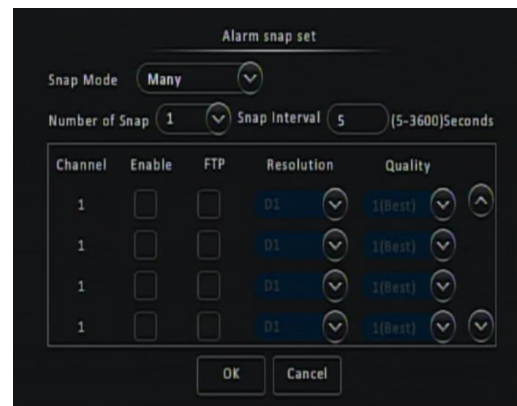 Alarm snap set
Snap Mode Many
Number of Snap 1 Snap Interval 5 (5-3600)Seconds
Channel Enable FTP Resolution Quality
1 D1 1(Best)
1 D1 1(Best)
1 D1 1(Best)
1 D1 1(Best)
OK Cancel